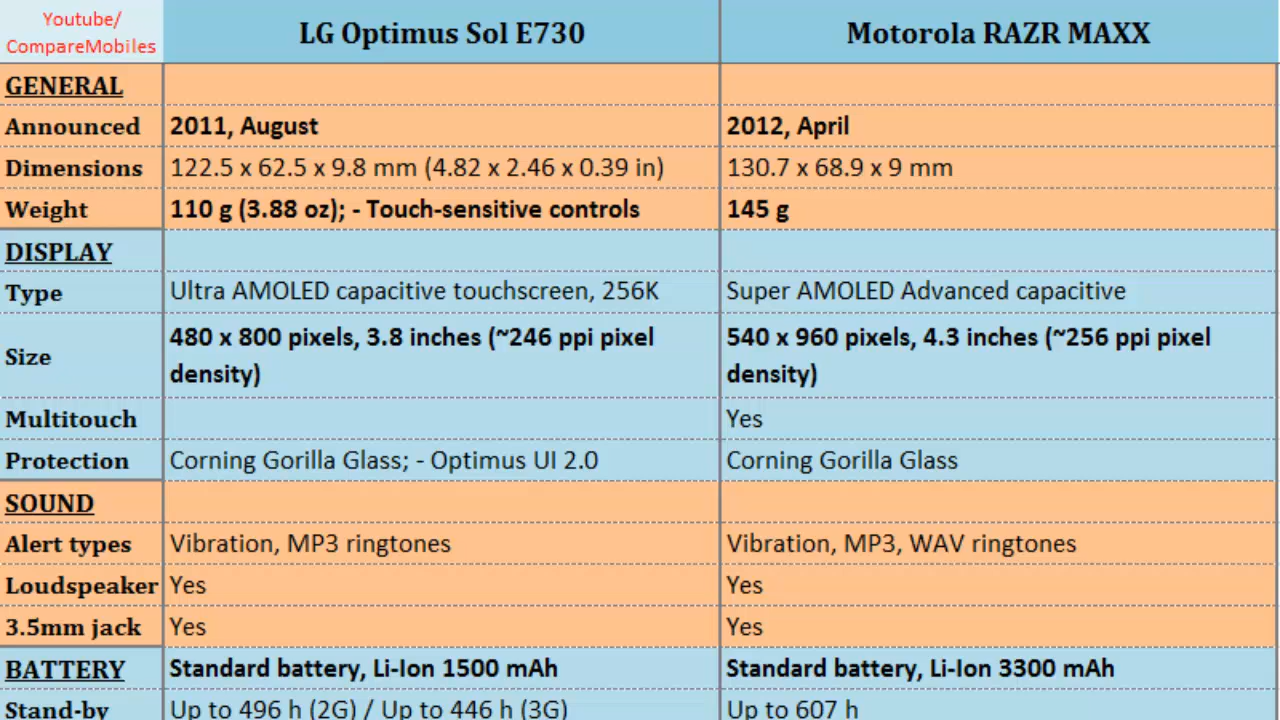 Youtube/
CompareMobiles
LG Optimus Sol E730
Motorola RAZR MAXX
GENERAL
Announced 2011, August 2012, April
Dimensions 122.5 x 62.5 x 9.8 mm (4.82 x 2.46 x 0.39 in) 130.7 x 68.9 x 9 mm
Weight 110 g (3.88 oz); - Touch-sensitive controls 145 g
DISPLAY
Type Ultra AMOLED capacitive touchscreen, 256K Super AMOLED Advanced capacitive
Size 480 x 800 pixels, 3.8 inches (~246 ppi pixel density) 540 x 960 pixels, 4.3 inches (~256 ppi pixel density)
Multitouch Yes
Protection Corning Gorilla Glass; - Optimus UI 2.0 Corning Gorilla Glass
SOUND
Alert types Vibration, MP3 ringtones Vibration, MP3, WAV ringtones
Loudspeaker Yes Yes
3.5mm jack Yes Yes
BATTERY Standard battery, Li-Ion 1500 mAh Standard battery, Li-Ion 3300 mAh
Stand-by Up to 496 h (2G) / Up to 446 h (3G) Up to 607 h